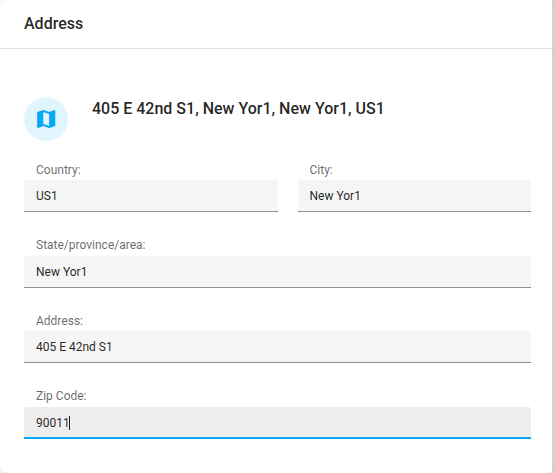 Address
405 E 42nd S1, New Yor1, New Yor1, US1
Country:
City:
US1
New Yor1
State/province/area:
New Yor1
Address:
405 E 42nd S1
Zip Code:
90011